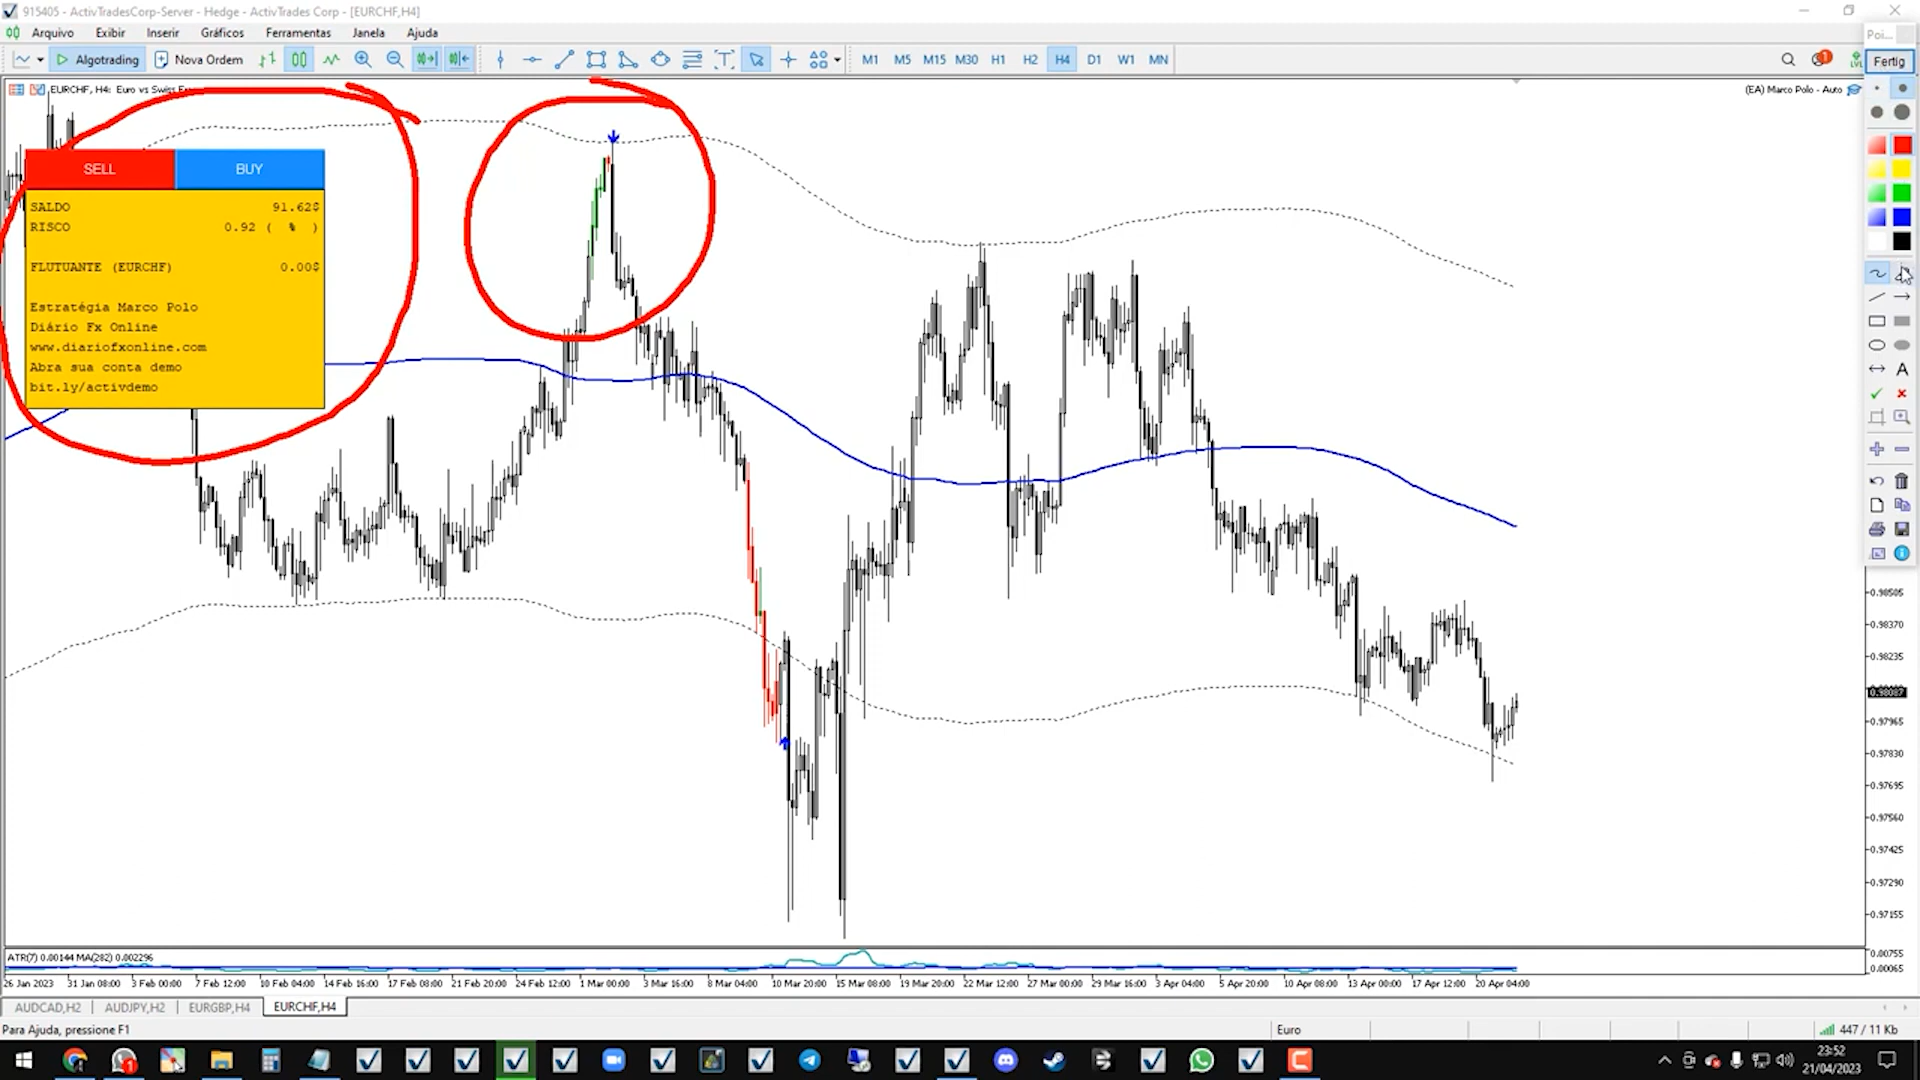 915405 - ActivTradesCorp-Server - Hedge - ActivTrades Corp - [EURCHF,H4]
Arquivo Exibir Inserir Gráficos Ferramentas Janela Ajuda
Algotrading Nova Ordem M1 M5 M15 M30 H1 H2 H4 D1 W1 MN
Poi...
Fertig
EURCHF, H4: Euro vs Swiss
(EA) Marco Polo - Auto
SELL BUY
SALDO 91.62$
RISCO 0.92 ( % )
FLUTUANTE (EURCHF) 0.00$
Estratégia Marco Polo
Diário Fx Online
www.diariofxonline.com
Abra sua conta demo
bit.ly/activdemo
A
0.98505
0.98370
0.98235
0.98087
0.97965
0.97830
0.97695
0.97560
0.97425
0.97290
0.97155
ATR(7) 0.00144 MA(282) 0.002296
0.00755
0.00065
26 Jan 2023 31 Jan 08:00 3 Feb 00:00 7 Feb 12:00 10 Feb 04:00 14 Feb 16:00 17 Feb 08:00 21 Feb 20:00 24 Feb 12:00 1 Mar 00:00 3 Mar 16:00 8 Mar 04:00 10 Mar 20:00 15 Mar 08:00 19 Mar 20:00 22 Mar 12:00 27 Mar 00:00 29 Mar 16:00 3 Apr 04:00 5 Apr 20:00 10 Apr 08:00 13 Apr 00:00 17 Apr 12:00 20 Apr 04:00
AUDCAD,H2 AUDJPY,H2 EURGBP,H4 EURCHF,H4
Para Ajuda, pressione F1 Euro 447 / 11 Kb
23:52
21/04/2023